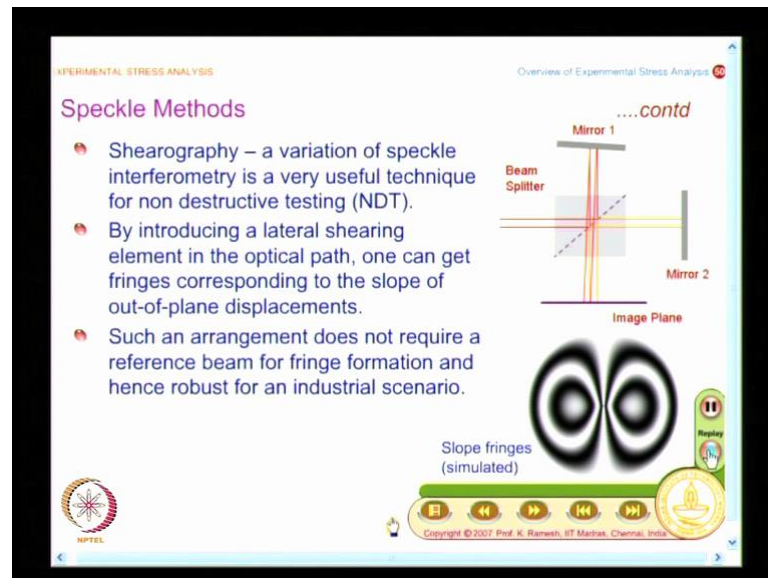 XPERIMENTAL STRESS ANALYSIS
Overview of Experimental Stress Analysis 50
Speckle Methods
....contd
Shearography – a variation of speckle
interferometry is a very useful technique
for non destructive testing (NDT).
By introducing a lateral shearing
element in the optical path, one can get
fringes corresponding to the slope of
out-of-plane displacements.
Such an arrangement does not require a
reference beam for fringe formation and
hence robust for an industrial scenario.
Mirror 1
Beam
Splitter
Mirror 2
Image Plane
Slope fringes
(simulated)
Replay
NPTEL
Copyright © 2007 Prof. K. Ramesh, IIT Madras, Chennai, India